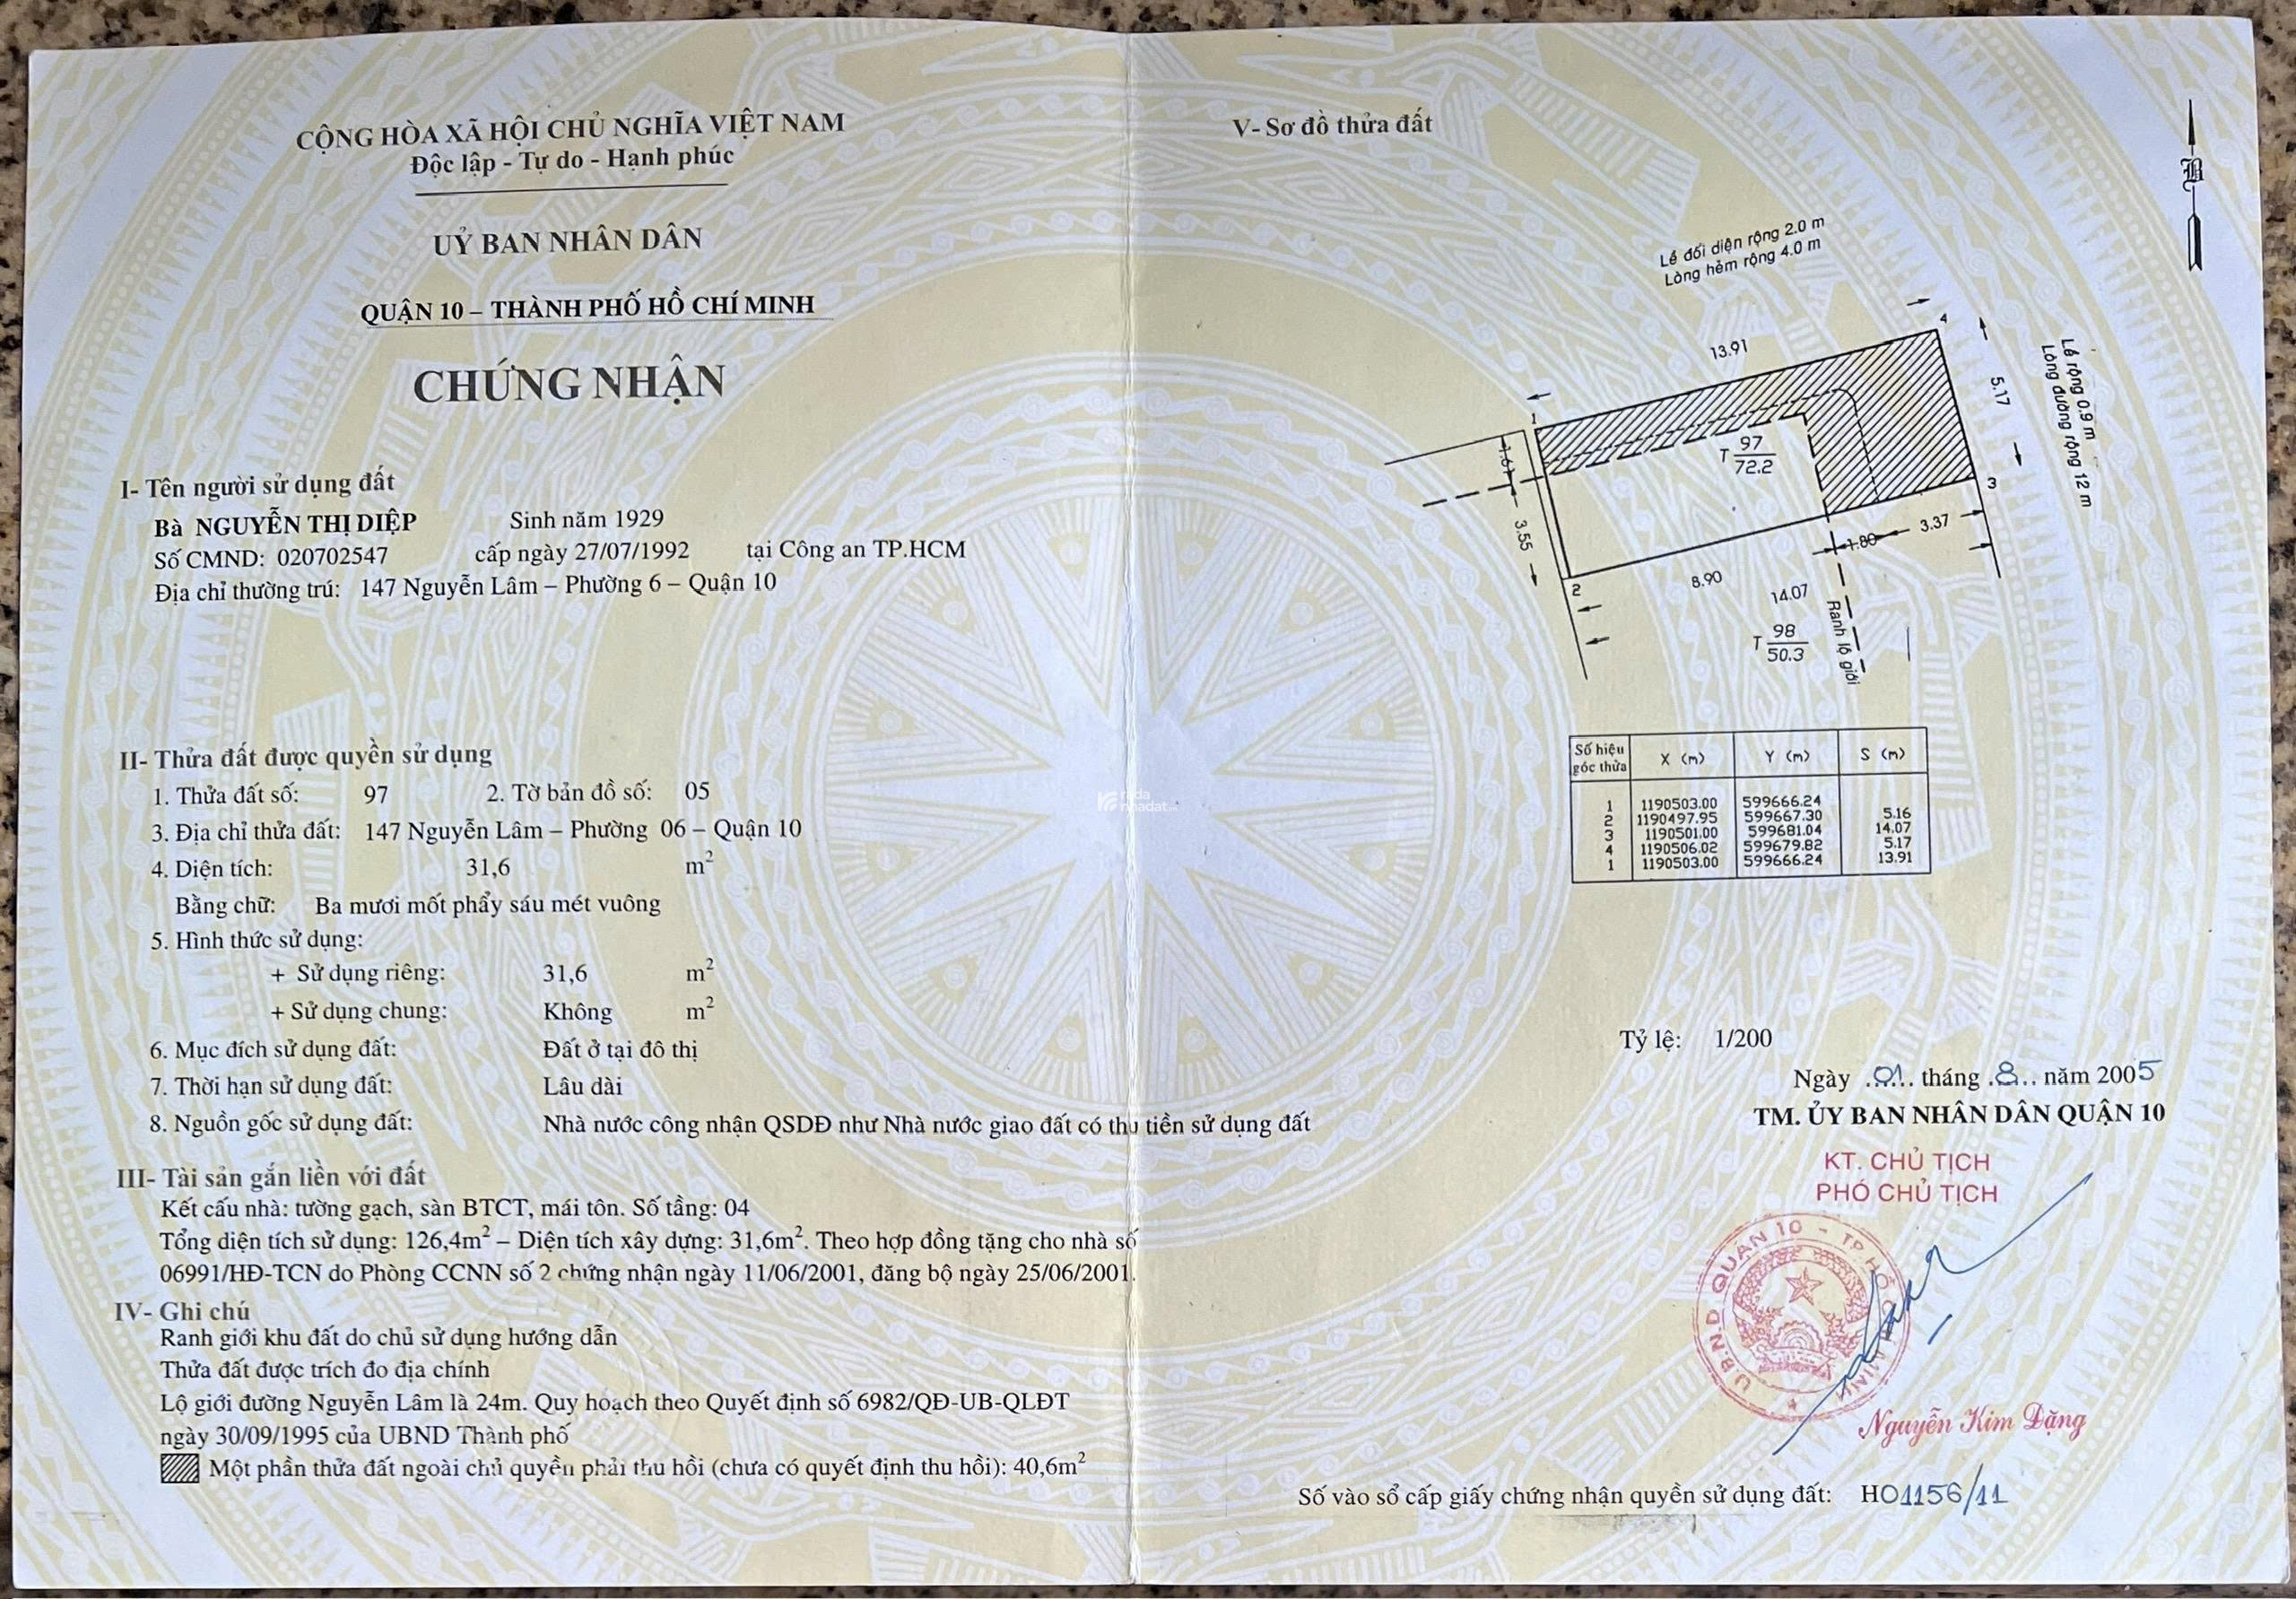 CỘNG HÒA XÃ HỘI CHỦ NGHĨA VIỆT NAM
Độc lập - Tự do - Hạnh phúc
UỶ BAN NHÂN DÂN
QUẬN 10 – THÀNH PHỐ HỒ CHÍ MINH
CHỨNG NHẬN
I- Tên người sử dụng đất
Bà NGUYỄN THỊ DIỆP Sinh năm 1929
Số CMND: 020702547 cấp ngày 27/07/1992 tại Công an TP.HCM
Địa chỉ thường trú: 147 Nguyễn Lâm – Phường 6 – Quận 10
II- Thửa đất được quyền sử dụng
1. Thửa đất số: 97 2. Tờ bản đồ số: 05
3. Địa chỉ thửa đất: 147 Nguyễn Lâm – Phường 06 – Quận 10
4. Diện tích: 31,6 m²
Bằng chữ: Ba mươi mốt phẩy sáu mét vuông
5. Hình thức sử dụng:
+ Sử dụng riêng: 31,6 m²
+ Sử dụng chung: Không m²
6. Mục đích sử dụng đất: Đất ở tại đô thị
7. Thời hạn sử dụng đất: Lâu dài
8. Nguồn gốc sử dụng đất: Nhà nước công nhận QSDĐ như Nhà nước giao đất có thu tiền sử dụng đất
III- Tài sản gắn liền với đất
Kết cấu nhà: tường gạch, sàn BTCT, mái tôn. Số tầng: 04
Tổng diện tích sử dụng: 126,4m² – Diện tích xây dựng: 31,6m². Theo hợp đồng tặng cho nhà số
06991/HĐ-TCN do Phòng CCNN số 2 chứng nhận ngày 11/06/2001, đăng bộ ngày 25/06/2001.
IV- Ghi chú
Ranh giới khu đất do chủ sử dụng hướng dẫn
Thửa đất được trích đo địa chính
Lộ giới đường Nguyễn Lâm là 24m. Quy hoạch theo Quyết định số 6982/QĐ-UB-QLĐT
ngày 30/09/1995 của UBND Thành phố
Một phần thửa đất ngoài chủ quyền phải thu hồi (chưa có quyết định thu hồi): 40,6m²
V- Sơ đồ thửa đất
B
Lề đối diện rộng 2.0 m
Lòng hẻm rộng 4.0 m
13.91
4
5.17
Lề rộng 0.9 m
Lòng đường rộng 12 m
1
1.61
T 97
72.2
3
3.55
3.37
1.80
2
8.90
14.07
T 98
50.3
Ranh lộ giới
Số hiệu góc thửa X (m) Y (m) S (m)
1 1190503.00 599666.24
2 1190497.95 599667.30 5.16
3 1190501.00 599681.04 14.07
4 1190506.02 599679.82 5.17
1 1190503.00 599666.24 13.91
Tỷ lệ: 1/200
Ngày .01.. tháng .8.. năm 2005
TM. ỦY BAN NHÂN DÂN QUẬN 10
KT. CHỦ TỊCH
PHÓ CHỦ TỊCH
U.B.N.D QUẬN 10 - TP HỒ CHÍ MINH
Nguyễn Kim Đặng
Số vào sổ cấp giấy chứng nhận quyền sử dụng đất: H01156/11